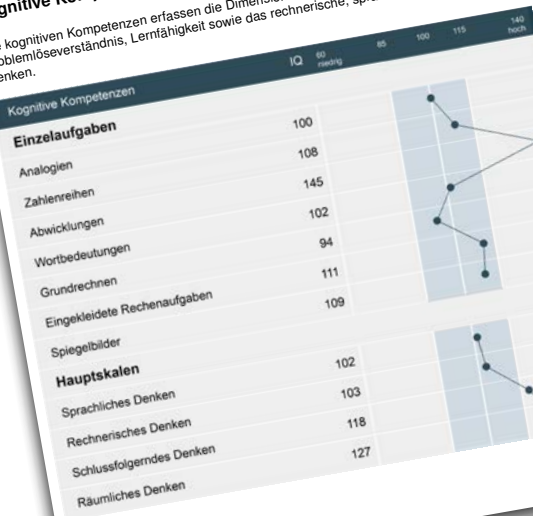 kognitiven Kompetenzen erfassen die
Lernfähigkeit sowie das rechnerische,
Kognitive Kompetenzen IQ 60 niedrig 85 100 115 140 hoch
Einzelaufgaben
Analogien 100
Zahlenreihen 108
Abwicklungen 145
Wortbedeutungen 102
Grundrechnen 94
Eingekleidete Rechenaufgaben 111
Spiegelbilder 109
Hauptskalen
Sprachliches Denken 102
Rechnerisches Denken 103
Schlussfolgerndes Denken 118
Räumliches Denken 127